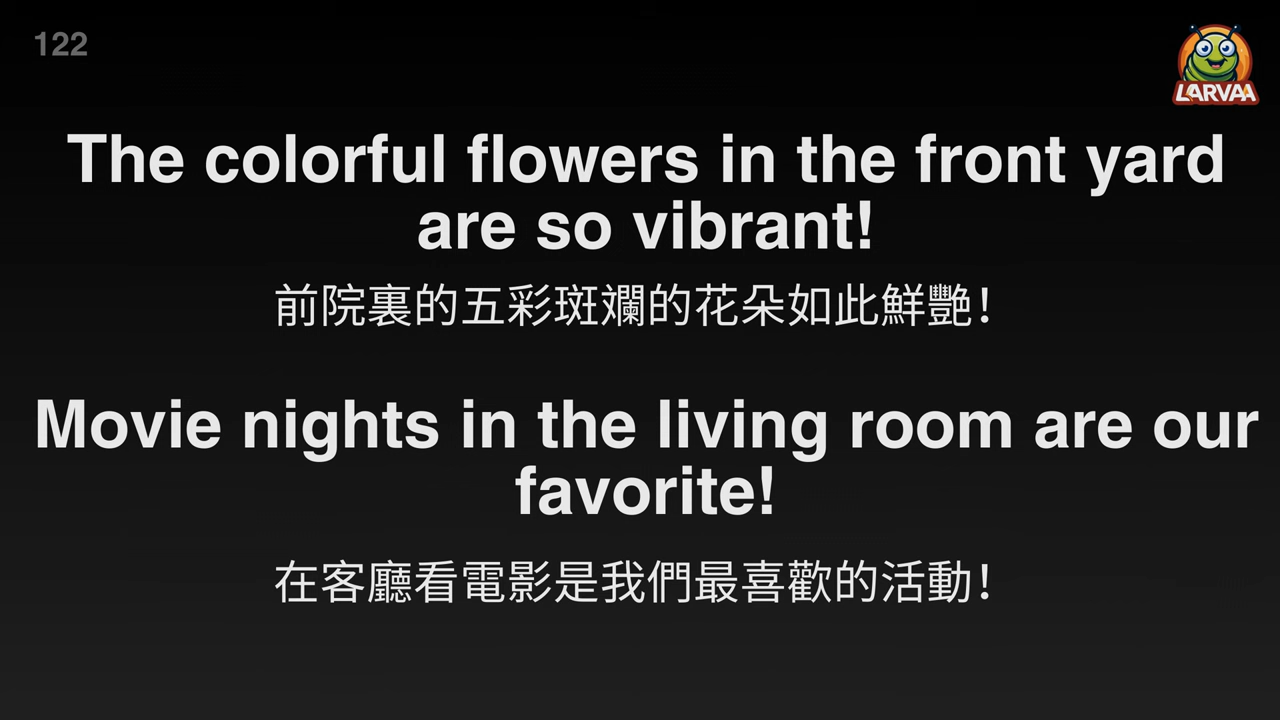 122
LARVAA
The colorful flowers in the front yard
are so vibrant!
前院裏的五彩斑斕的花朵如此鮮艷！
Movie nights in the living room are our
favorite!
在客廳看電影是我們最喜歡的活動！